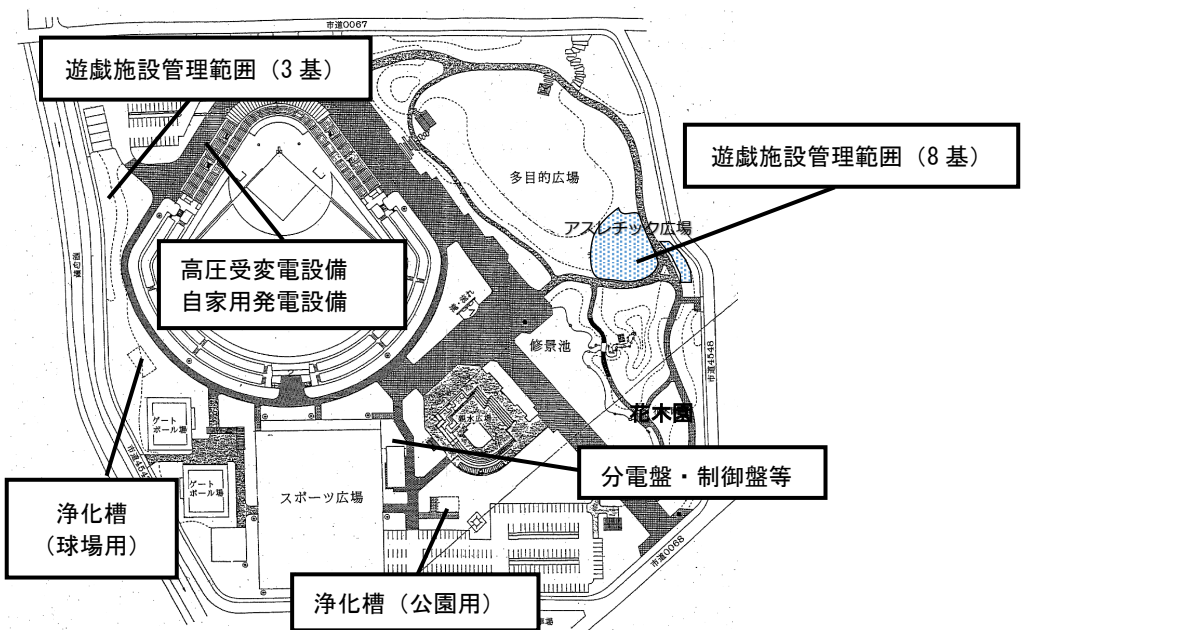 市道0067
遊戯施設管理範囲（3 基）
遊戯施設管理範囲（8 基）
多目的広場
アスレチック広場
高圧受変電設備
自家用発電設備
修景池
市道4548
花木園
親水広場
ゲート
ボール場
分電盤・制御盤等
ゲート
ボール場
スポーツ広場
浄化槽
（球場用）
市道0068
浄化槽（公園用）